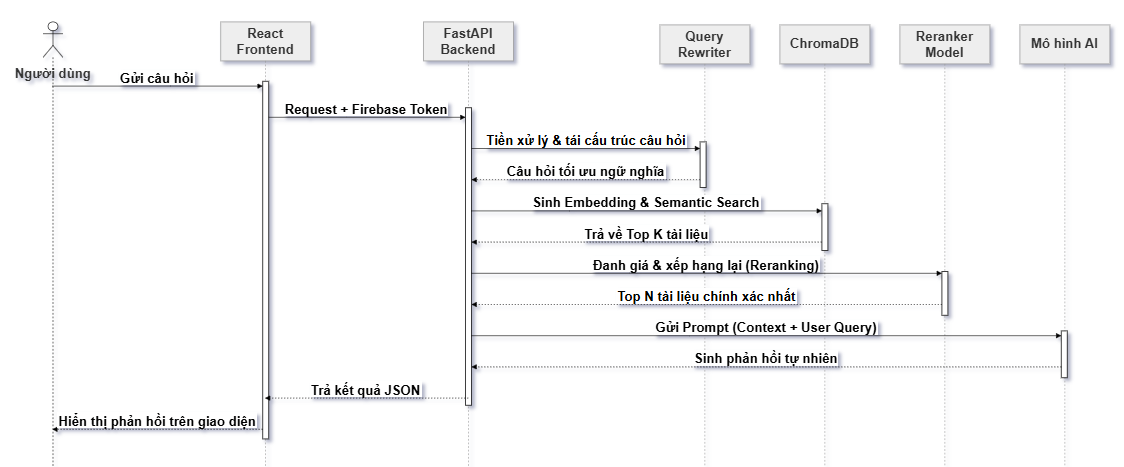 Người dùng
React
Frontend
FastAPI
Backend
Query
Rewriter
ChromaDB
Reranker
Model
Mô hình AI
Gửi câu hỏi
Request + Firebase Token
Tiền xử lý & tái cấu trúc câu hỏi
Câu hỏi tối ưu ngữ nghĩa
Sinh Embedding & Semantic Search
Trả về Top K tài liệu
Đanh giá & xếp hạng lại (Reranking)
Top N tài liệu chính xác nhất
Gửi Prompt (Context + User Query)
Sinh phản hồi tự nhiên
Trả kết quả JSON
Hiển thị phản hồi trên giao diện